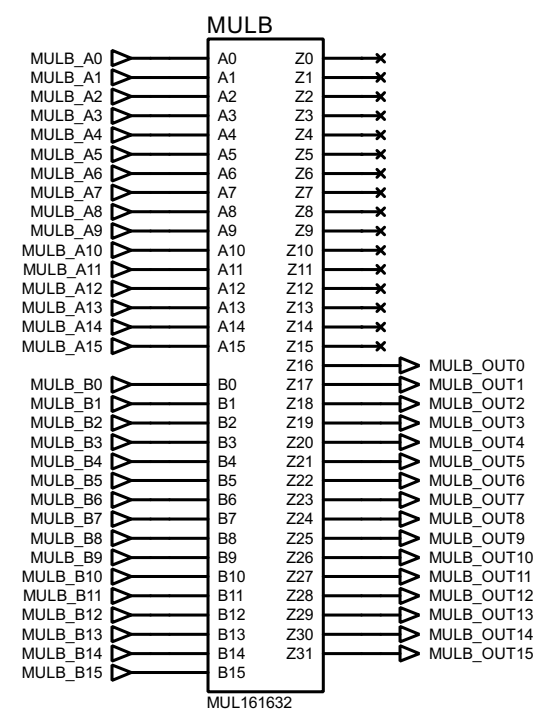 MULB
MULB_A0 A0 Z0
MULB_A1 A1 Z1
MULB_A2 A2 Z2
MULB_A3 A3 Z3
MULB_A4 A4 Z4
MULB_A5 A5 Z5
MULB_A6 A6 Z6
MULB_A7 A7 Z7
MULB_A8 A8 Z8
MULB_A9 A9 Z9
MULB_A10 A10 Z10
MULB_A11 A11 Z11
MULB_A12 A12 Z12
MULB_A13 A13 Z13
MULB_A14 A14 Z14
MULB_A15 A15 Z15
Z16 MULB_OUT0
MULB_B0 B0 Z17 MULB_OUT1
MULB_B1 B1 Z18 MULB_OUT2
MULB_B2 B2 Z19 MULB_OUT3
MULB_B3 B3 Z20 MULB_OUT4
MULB_B4 B4 Z21 MULB_OUT5
MULB_B5 B5 Z22 MULB_OUT6
MULB_B6 B6 Z23 MULB_OUT7
MULB_B7 B7 Z24 MULB_OUT8
MULB_B8 B8 Z25 MULB_OUT9
MULB_B9 B9 Z26 MULB_OUT10
MULB_B10 B10 Z27 MULB_OUT11
MULB_B11 B11 Z28 MULB_OUT12
MULB_B12 B12 Z29 MULB_OUT13
MULB_B13 B13 Z30 MULB_OUT14
MULB_B14 B14 Z31 MULB_OUT15
MULB_B15 B15
MUL161632